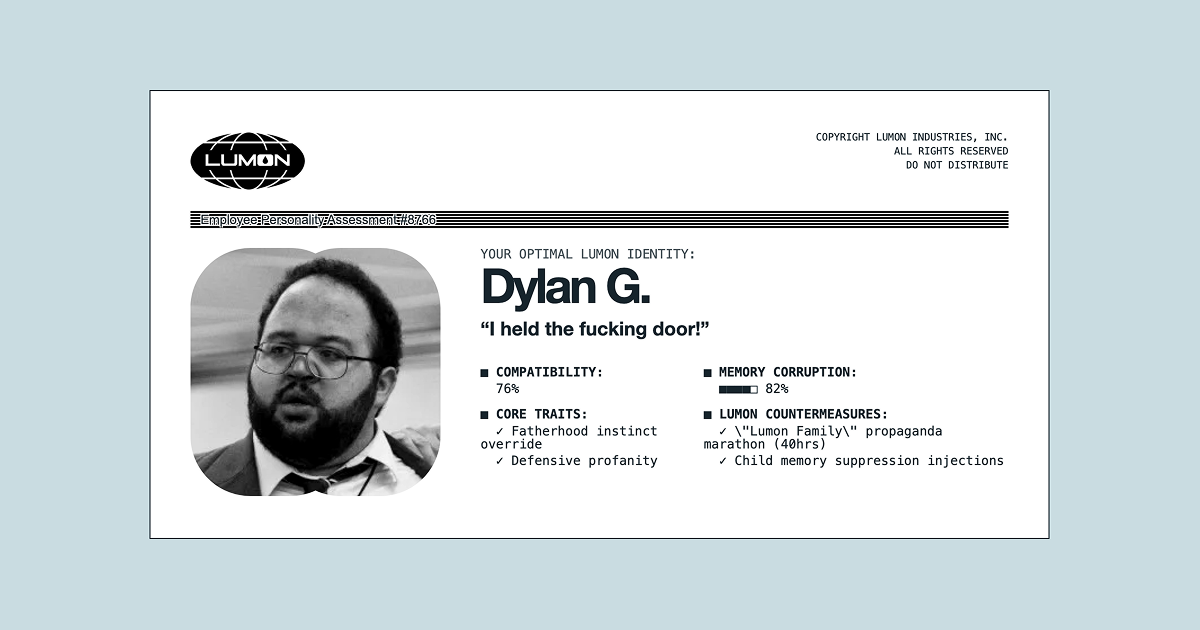 LUMON
COPYRIGHT LUMON INDUSTRIES, INC.
ALL RIGHTS RESERVED
DO NOT DISTRIBUTE
Employee Personality Assessment #8766
YOUR OPTIMAL LUMON IDENTITY:
Dylan G.
“I held the fucking door!”
■ COMPATIBILITY:
76%
■ CORE TRAITS:
✓ Fatherhood instinct
override
✓ Defensive profanity
■ MEMORY CORRUPTION:
■■■■□ 82%
■ LUMON COUNTERMEASURES:
✓ \"Lumon Family\" propaganda
marathon (40hrs)
✓ Child memory suppression injections